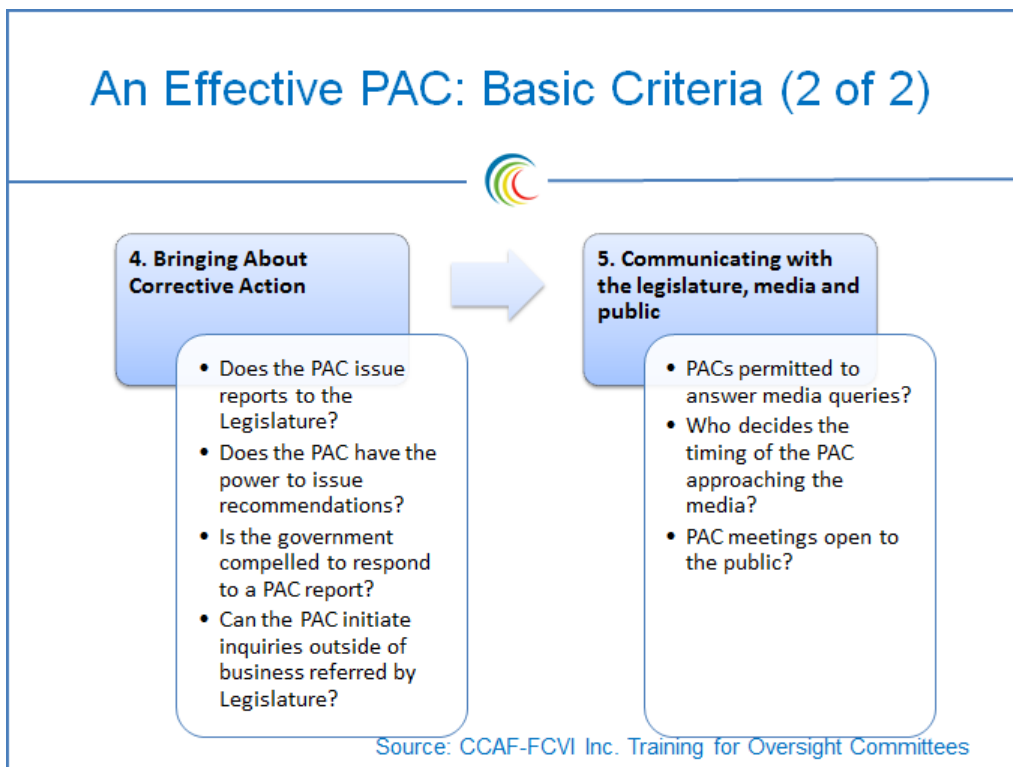 An Effective PAC: Basic Criteria (2 of 2)
4. Bringing About
Corrective Action
• Does the PAC issue
reports to the
Legislature?
• Does the PAC have the
power to issue
recommendations?
• Is the government
compelled to respond
to a PAC report?
• Can the PAC initiate
inquiries outside of
business referred by
Legislature?
5. Communicating with
the legislature, media and
public
• PACs permitted to
answer media queries?
• Who decides the
timing of the PAC
approaching the
media?
• PAC meetings open to
the public?
Source: CCAF-FCVI Inc. Training for Oversight Committees